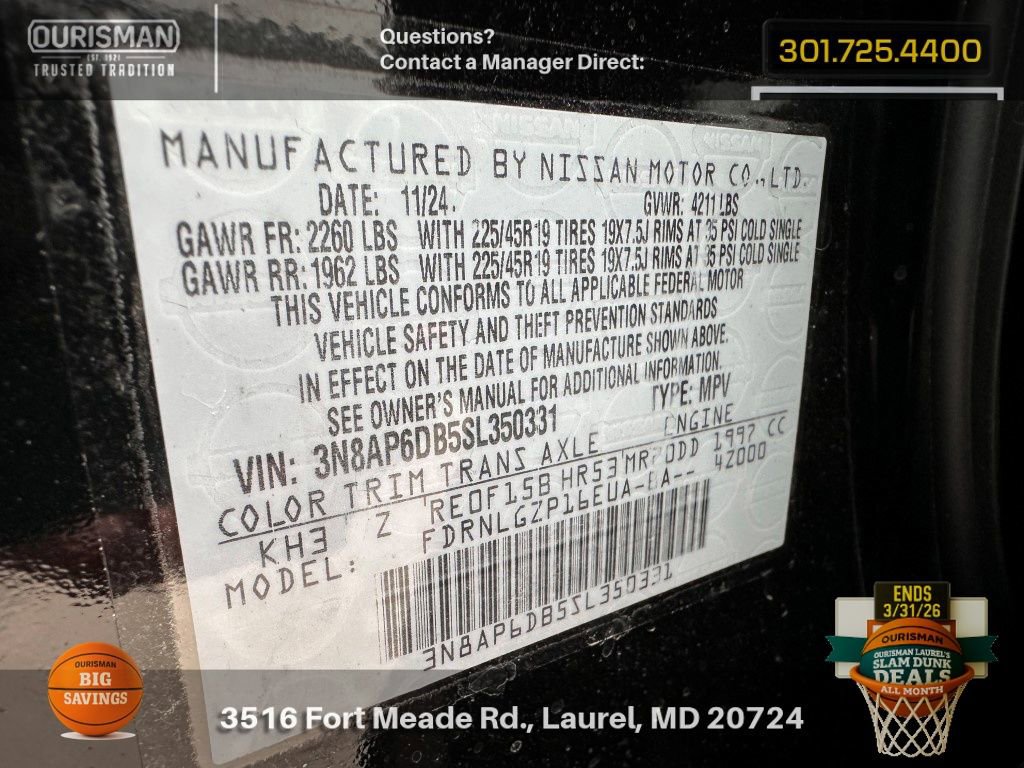 OURISMAN
EST. 1921
TRUSTED TRADITION
Questions?
Contact a Manager Direct:
301.725.4400
MANUFACTURED BY NISSAN MOTOR CO.,LTD.
DATE: 11/24. GVWR: 4211 LBS
GAWR FR: 2260 LBS WITH 225/45R19 TIRES 19X7.5J RIMS AT 35 PSI COLD SINGLE
GAWR RR: 1962 LBS WITH 225/45R19 TIRES 19X7.5J RIMS AT 35 PSI COLD SINGLE
THIS VEHICLE CONFORMS TO ALL APPLICABLE FEDERAL MOTOR
VEHICLE SAFETY AND THEFT PREVENTION STANDARDS
IN EFFECT ON THE DATE OF MANUFACTURE SHOWN ABOVE.
SEE OWNER'S MANUAL FOR ADDITIONAL INFORMATION.
VIN: 3N8AP6DB5SL350331 TYPE: MPV
COLOR TRIM TRANS AXLE ENGINE
KH3 Z RE0F15B HR53 1997 CC
MODEL: 42000
3N8AP6DB5SL350331
OURISMAN
BIG
SAVINGS
3516 Fort Meade Rd., Laurel, MD 20724
ENDS
3/31/26
OURISMAN
OURISMAN LAUREL'S
SLAM DUNK
DEALS
ALL MONTH